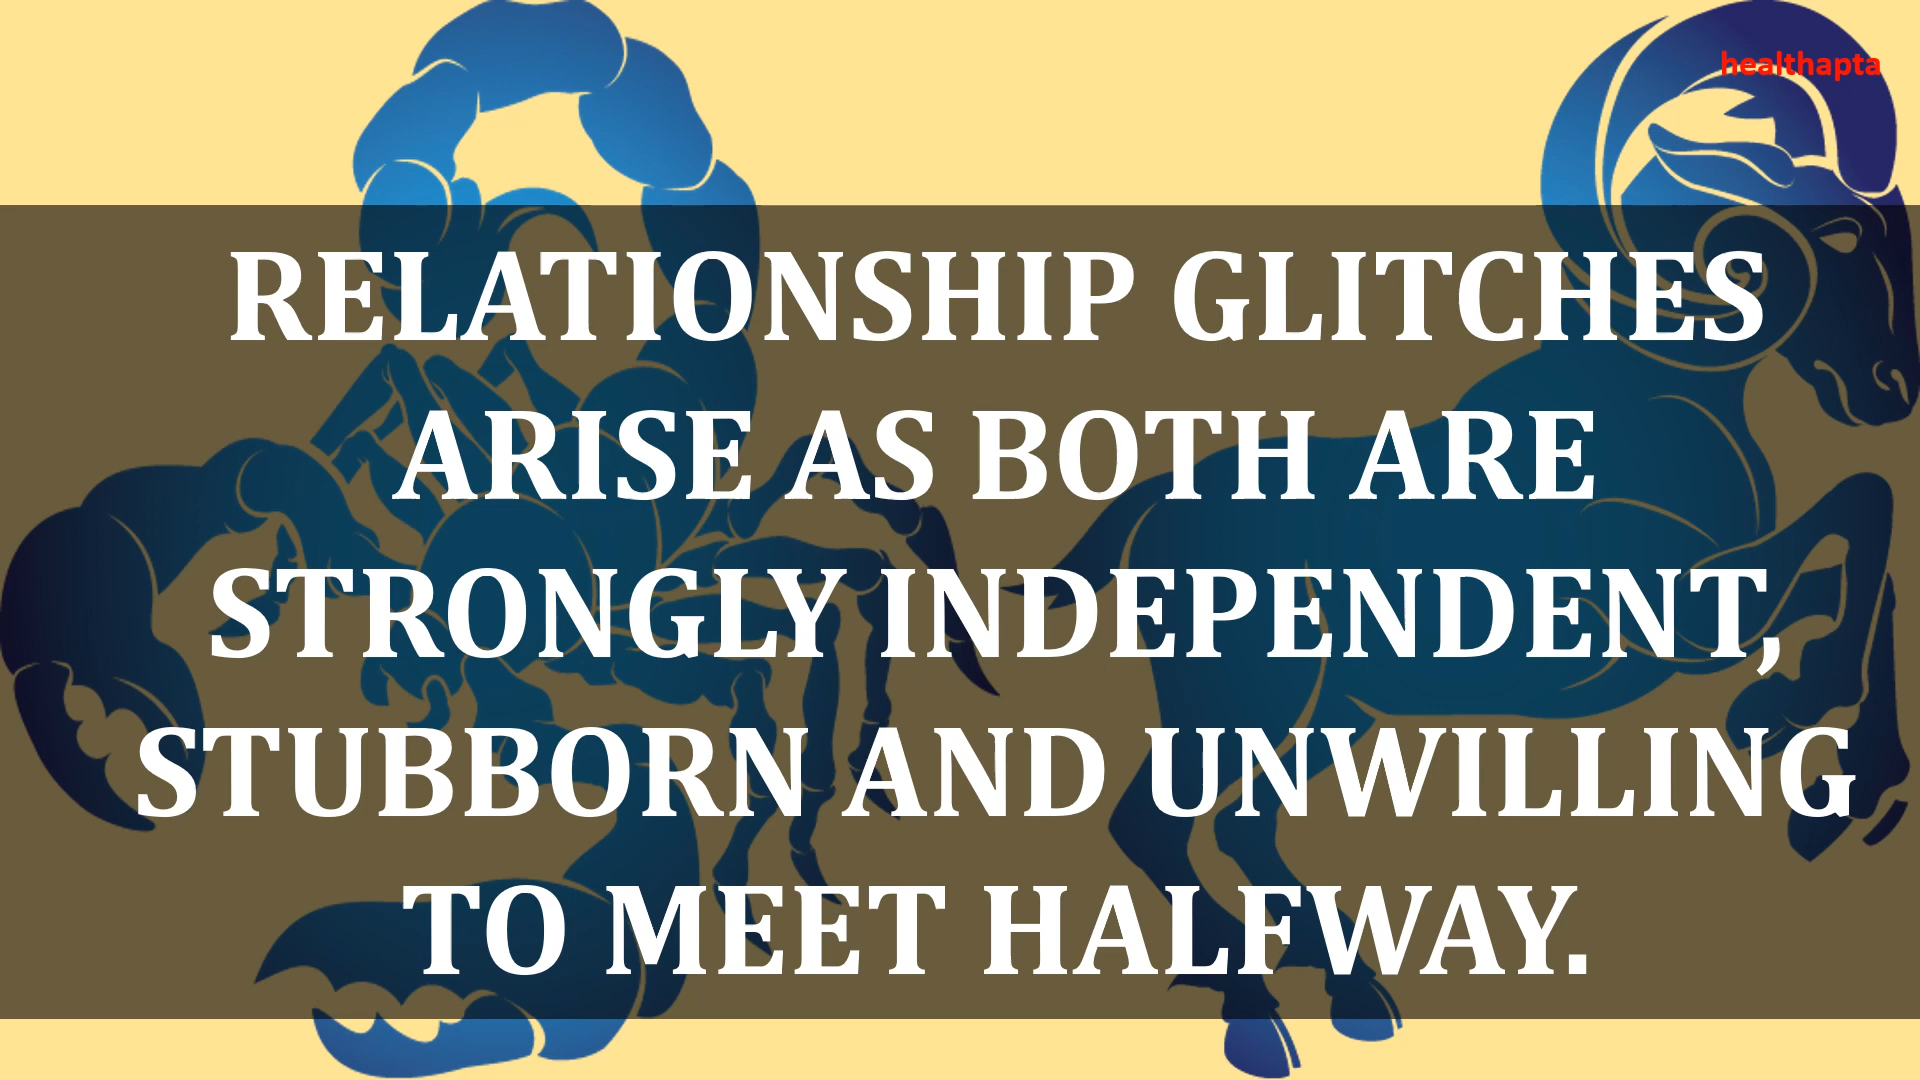 healthapta
RELATIONSHIP GLITCHES
ARISE AS BOTH ARE
STRONGLY INDEPENDENT,
STUBBORN AND UNWILLING
TO MEET HALFWAY.